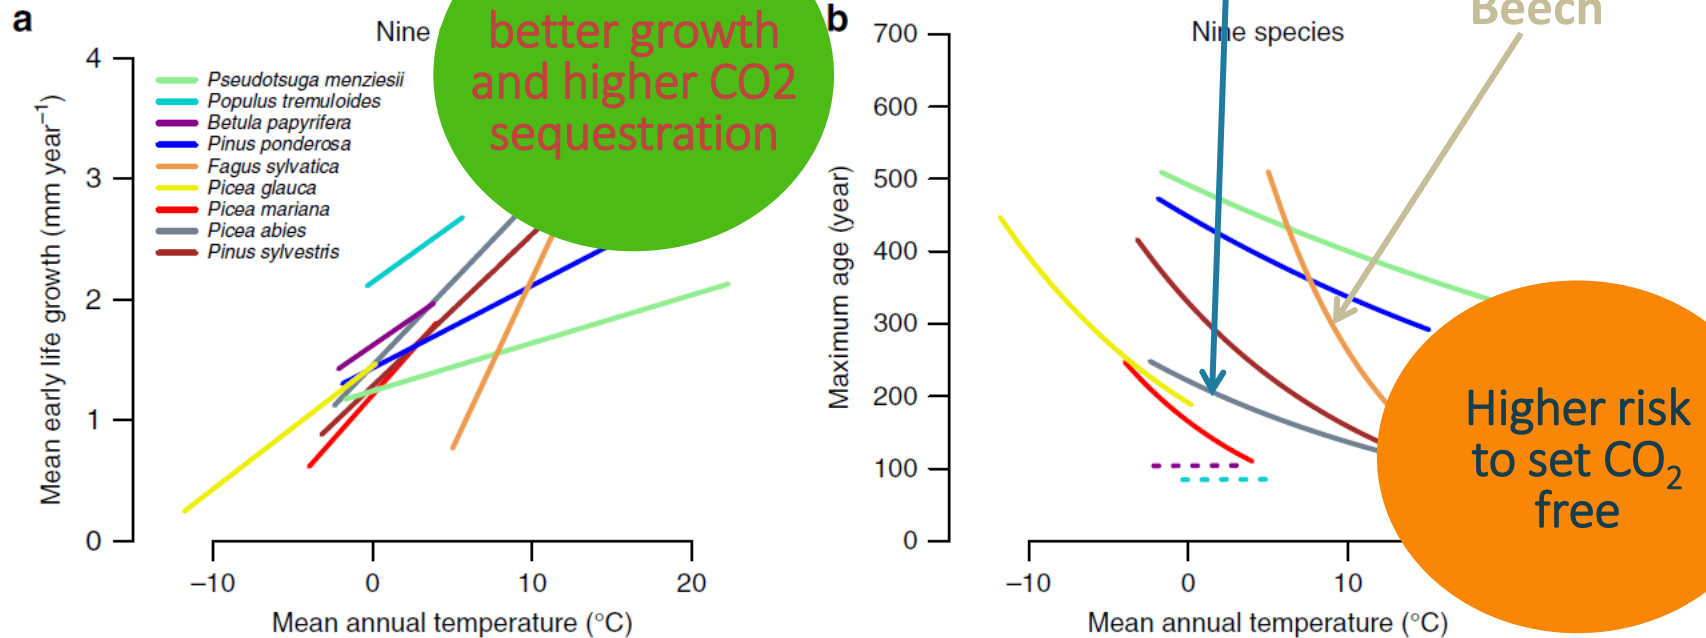 a
Nine
better growth
and higher CO2
sequestration
4
3
2
1
0
Mean early life growth (mm year−1)
Pseudotsuga menziesii
Populus tremuloides
Betula papyrifera
Pinus ponderosa
Fagus sylvatica
Picea glauca
Picea mariana
Picea abies
Pinus sylvestris
−10 0 10 20
Mean annual temperature (°C)
b
Nine species
Beech
700
600
500
400
300
200
100
0
Maximum age (year)
Higher risk
to set CO2
free
−10 0 10
Mean annual temperature (°C)